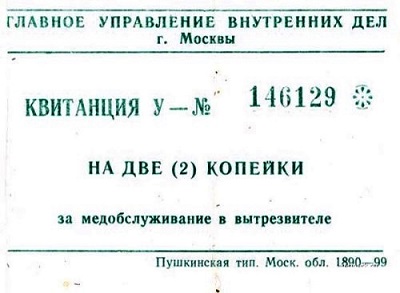 ГЛАВНОЕ УПРАВЛЕНИЕ ВНУТРЕННИХ ДЕЛ
г. Москвы
КВИТАНЦИЯ У — № 146129
НА ДВЕ (2) КОПЕЙКИ
за медобслуживание в вытрезвителе
Пушкинская тип. Моск. обл. 1890—99